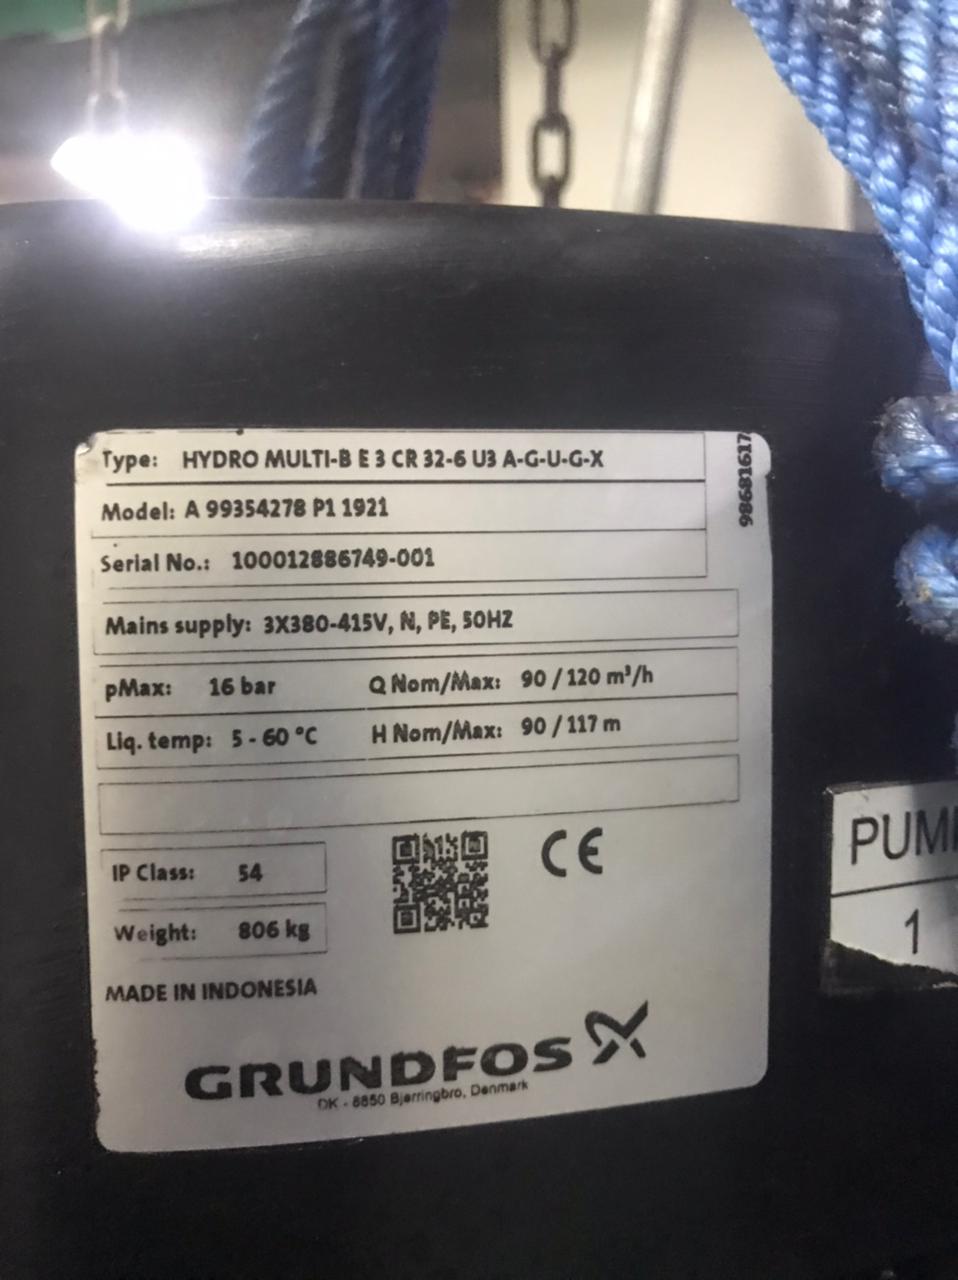 Type: HYDRO MULTI-B E 3 CR 32-6 U3 A-G-U-G-X
98681617
Model: A 99354278 P1 1921
Serial No.: 100012886749-001
Mains supply: 3X380-415V, N, PE, 50HZ
pMax: 16 bar Q Nom/Max: 90 / 120 m³/h
Liq. temp: 5 - 60 °C H Nom/Max: 90 / 117 m
IP Class: 54
CE
Weight: 806 kg
MADE IN INDONESIA
GRUNDFOS
DK - 8850 Bjerringbro, Denmark
PUM
1